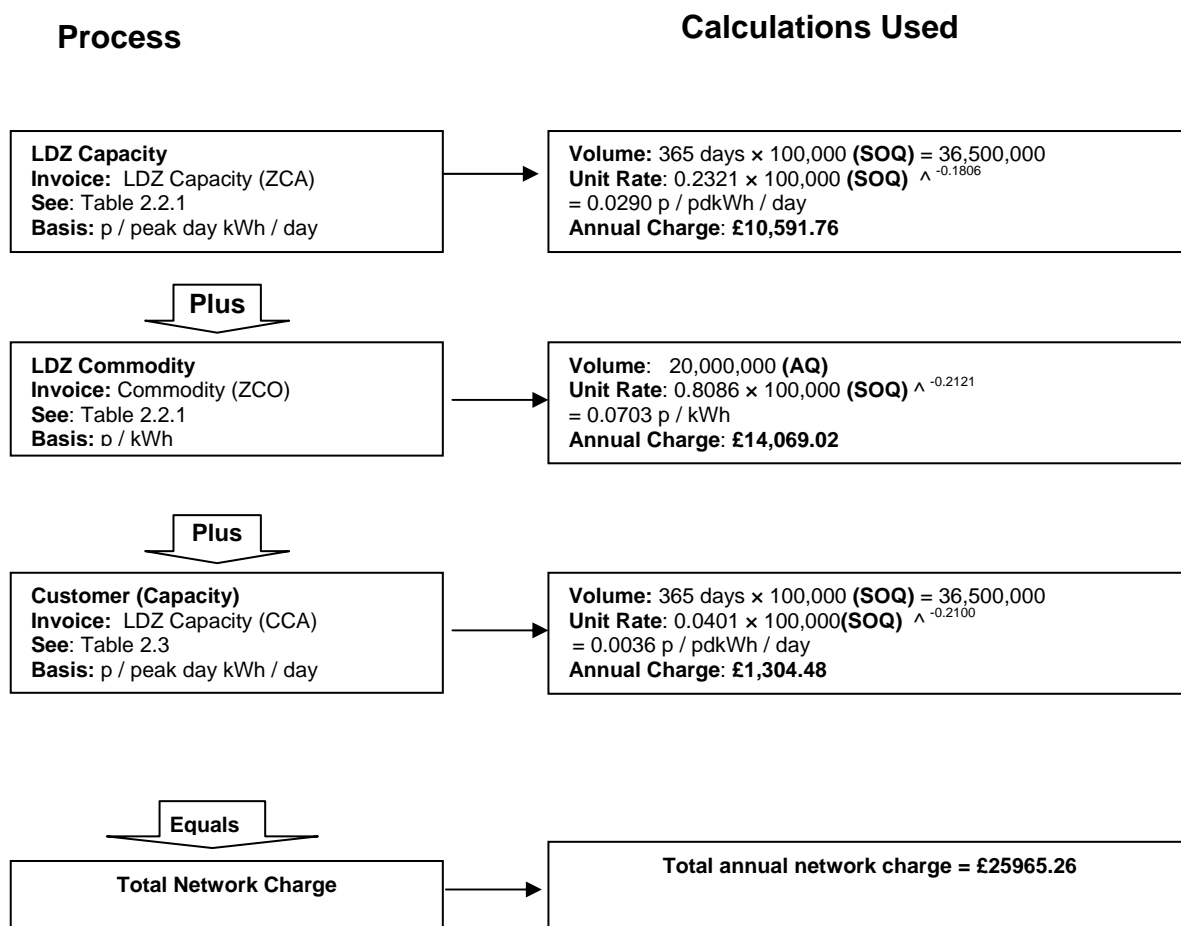 Process
Calculations Used
LDZ Capacity
Invoice: LDZ Capacity (ZCA)
See: Table 2.2.1
Basis: p / peak day kWh / day
Volume: 365 days × 100,000 (SOQ) = 36,500,000
Unit Rate: 0.2321 × 100,000 (SOQ) ^ -0.1806
= 0.0290 p / pdkWh / day
Annual Charge: £10,591.76
Plus
LDZ Commodity
Invoice: Commodity (ZCO)
See: Table 2.2.1
Basis: p / kWh
Volume: 20,000,000 (AQ)
Unit Rate: 0.8086 × 100,000 (SOQ) ^ -0.2121
= 0.0703 p / kWh
Annual Charge: £14,069.02
Plus
Customer (Capacity)
Invoice: LDZ Capacity (CCA)
See: Table 2.3
Basis: p / peak day kWh / day
Volume: 365 days × 100,000 (SOQ) = 36,500,000
Unit Rate: 0.0401 × 100,000(SOQ) ^ -0.2100
= 0.0036 p / pdkWh / day
Annual Charge: £1,304.48
Equals
Total Network Charge
Total annual network charge = £25965.26